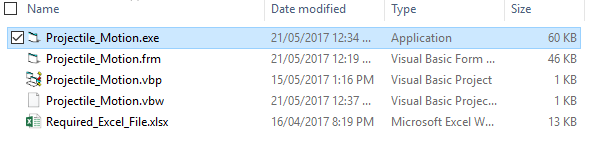 Name Date modified Type Size
Projectile_Motion.exe 21/05/2017 12:34 ... Application 60 KB
Projectile_Motion.frm 21/05/2017 12:19 ... Visual Basic Form ... 46 KB
Projectile_Motion.vbp 15/05/2017 1:16 PM Visual Basic Project 1 KB
Projectile_Motion.vbw 21/05/2017 12:37 ... Visual Basic Projec... 1 KB
Required_Excel_File.xlsx 16/04/2017 8:19 PM Microsoft Excel W... 13 KB